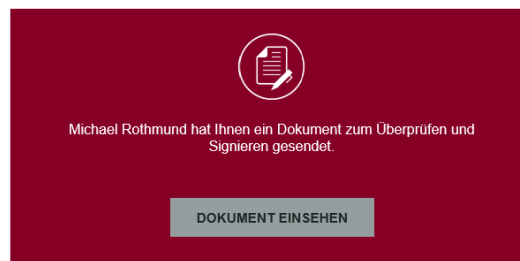 Michael Rothmund hat Ihnen ein Dokument zum Überprüfen und
Signieren gesendet.
DOKUMENT EINSEHEN